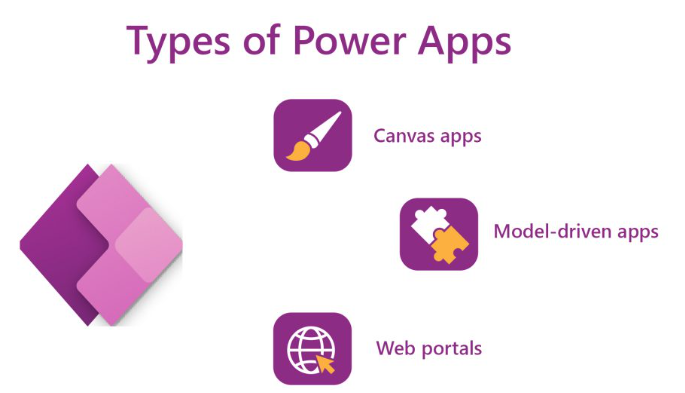 Types of Power Apps
Canvas apps
Model-driven apps
Web portals